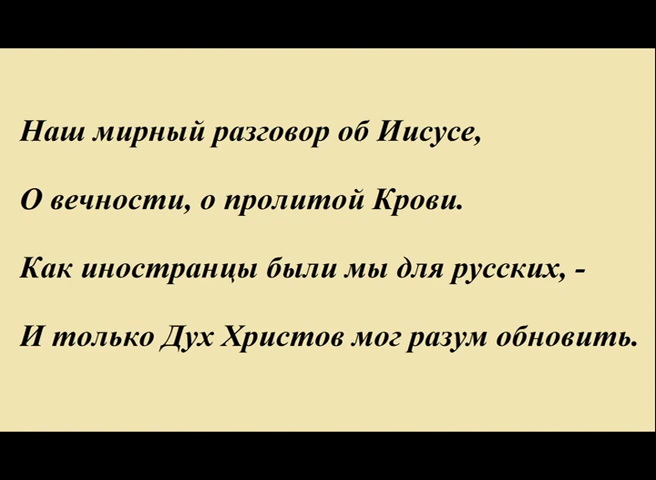 Наш мирный разговор об Иисусе,
О вечности, о пролитой Крови.
Как иностранцы были мы для русских, -
И только Дух Христов мог разум обновить.